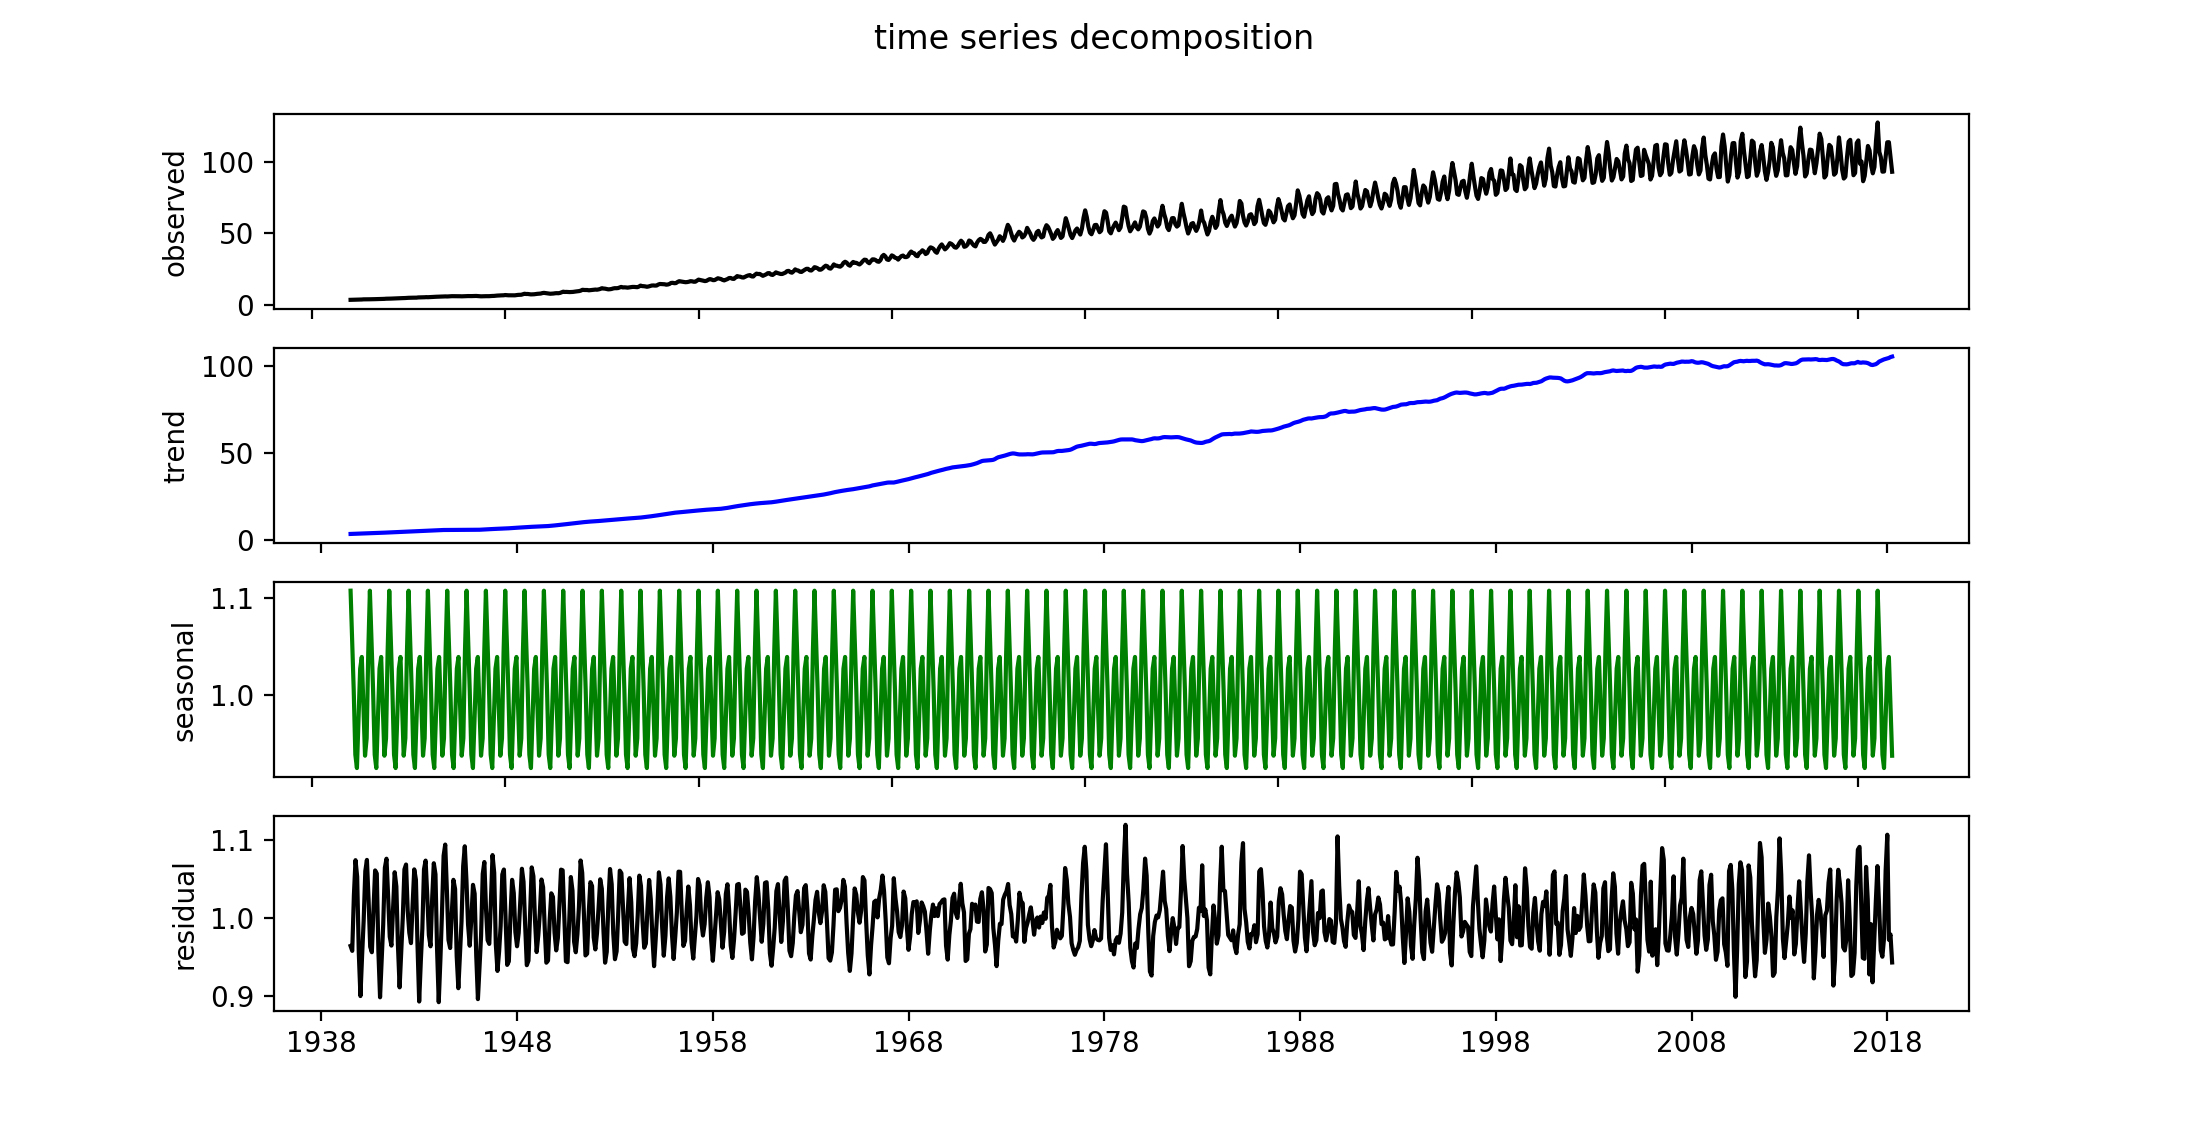 time series decomposition
observed
100
50
0
trend
100
50
0
seasonal
1.1
1.0
residual
1.1
1.0
0.9
1938 1948 1958 1968 1978 1988 1998 2008 2018